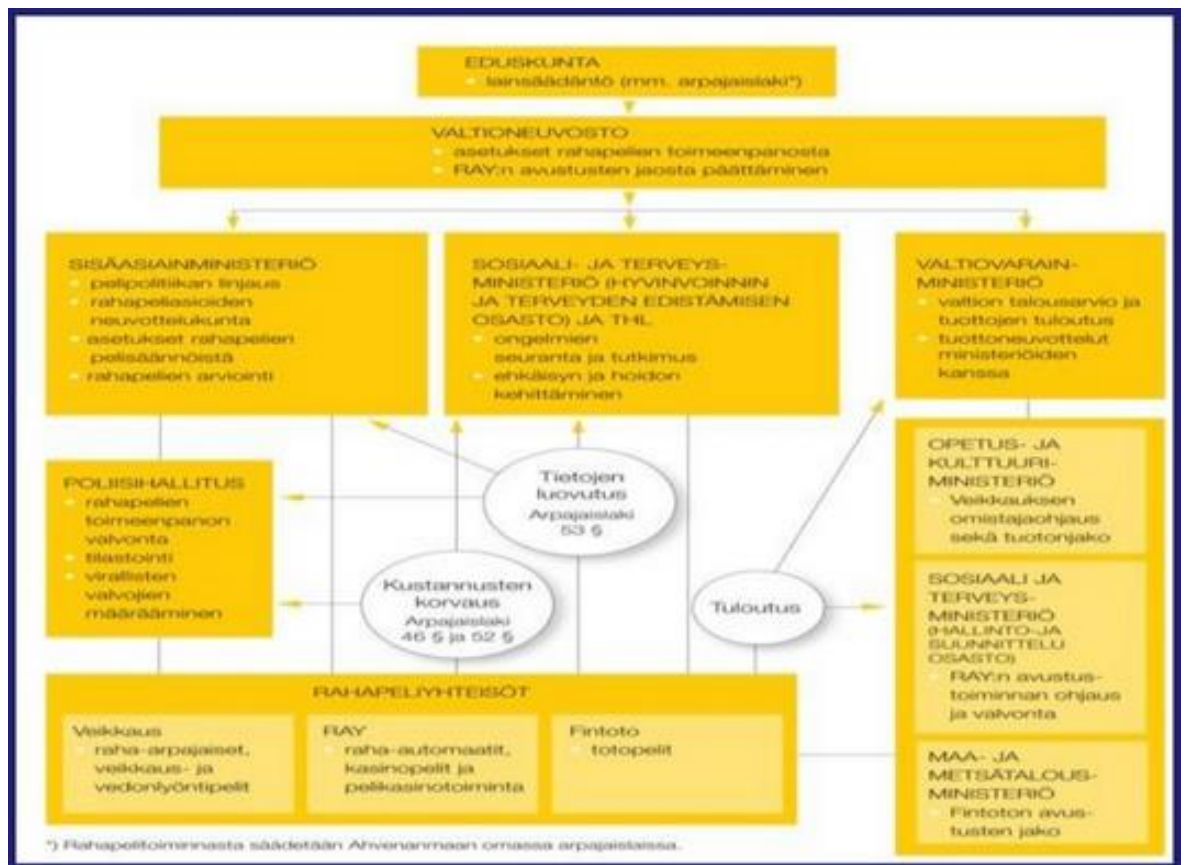 EDUSKUNTA
lainsäädäntö (mm. arpajaislaki*)
VALTIONEUVOSTO
asetukset rahapelien toimeenpanosta
RAY:n avustusten jaosta päättäminen
SISÄASIAINMINISTERIÖ
pelipolitiikan linjaus
rahapeliasioiden
neuvottelukunta
asetukset rahapelien
pelisäännöistä
rahapelien arviointi
SOSIAALI- JA TERVEYS-
MINISTERIÖ (HYVINVOINNIN
JA TERVEYDEN EDISTÄMISEN
OSASTO) JA THL
ongelmien
seuranta ja tutkimus
ehkäisyn ja hoidon
kehittäminen
VALTIOVARAIN-
MINISTERIÖ
valtion talousarvio ja
tuottojen tuloutus
tuottoneuvottelut
ministeriöiden
kanssa
POLIISIHALLITUS
rahapelien
toimeenpanon
valvonta
tilastointi
virallisten
valvojien
määrääminen
Tietojen
luovutus
Arpajaislaki
53 §
Kustannusten
korvaus
Arpajaislaki
46 § ja 52 §
Tuloutus
OPETUS- JA
KULTTUURI-
MINISTERIÖ
Veikkauksen
omistajaohjaus
sekä tuotonjako
SOSIAALI JA
TERVEYS-
MINISTERIÖ
(HALLINTO-JA
SUUNNITTELU
OSASTO)
RAY:n avustus-
toiminnan ohjaus
ja valvonta
MAA- JA
METSÄTALOUS-
MINISTERIÖ
Fintoton avus-
tusten jako
RAHAPELIYHTEISÖT
Veikkaus
raha-arpajaiset,
veikkaus- ja
vedonlyöntipelit
RAY
raha-automaatit,
kasinopelit ja
pelikasinotoiminta
Fintoto
totopelit
*) Rahapelitoiminnasta säädetään Ahvenanmaan omassa arpajaislaissa.